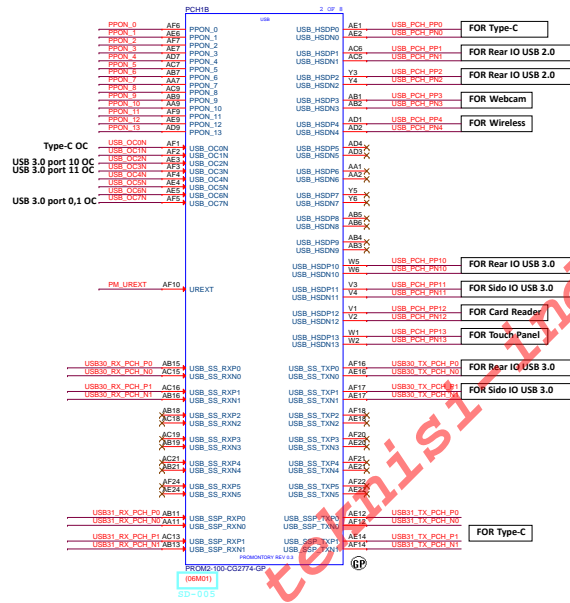 PCH1B
USB
2 OF 8
PPON_0 AF6 PPON_0 USB_HSDP0 AE1 USB_PCH_PP0
PPON_1 AE6 PPON_1 USB_HSDN0 AE2 USB_PCH_PN0
FOR Type-C
PPON_2 AF7 PPON_2
PPON_3 AE7 PPON_3 USB_HSDP1 AC6 USB_PCH_PP1
PPON_4 AD7 PPON_4 USB_HSDN1 AC5 USB_PCH_PN1
FOR Rear IO USB 2.0
PPON_5 AC7 PPON_5
PPON_6 AB7 PPON_6 USB_HSDP2 Y3 USB_PCH_PP2
PPON_7 AA7 PPON_7 USB_HSDN2 Y4 USB_PCH_PN2
FOR Rear IO USB 2.0
PPON_8 AC9 PPON_8
PPON_9 AB9 PPON_9 USB_HSDP3 AB1 USB_PCH_PP3
PPON_10 AA9 PPON_10 USB_HSDN3 AB2 USB_PCH_PN3
FOR Webcam
PPON_11 AF9 PPON_11
PPON_12 AE9 PPON_12 USB_HSDP4 AD1 USB_PCH_PP4
PPON_13 AD9 PPON_13 USB_HSDN4 AD2 USB_PCH_PN4
FOR Wireless
Type-C OC USB_OC0N AF1 USB_OC0N USB_HSDP5 AD4
USB_OC1N AF2 USB_OC1N USB_HSDN5 AD3
USB 3.0 port 10 OC USB_OC2N AE3 USB_OC2N
USB 3.0 port 11 OC USB_OC3N AF3 USB_OC3N USB_HSDP6 AA1
USB_OC4N AF4 USB_OC4N USB_HSDN6 AA2
USB_OC5N AE4 USB_OC5N
USB_OC6N AE5 USB_OC6N USB_HSDP7 Y5
USB 3.0 port 0,1 OC USB_OC7N AF5 USB_OC7N USB_HSDN7 Y6
USB_HSDP8 AB5
USB_HSDN8 AB6
USB_HSDP9 AB4
USB_HSDN9 AB3
USB_HSDP10 W5 USB_PCH_PP10
USB_HSDN10 W6 USB_PCH_PN10
FOR Rear IO USB 3.0
PM_UREXT AF10 UREXT USB_HSDP11 V3 USB_PCH_PP11
USB_HSDN11 V4 USB_PCH_PN11
FOR Sido IO USB 3.0
USB_HSDP12 V1 USB_PCH_PP12
USB_HSDN12 V2 USB_PCH_PN12
FOR Card Reader
USB_HSDP13 W1 USB_PCH_PP13
USB_HSDN13 W2 USB_PCH_PN13
FOR Touch Panel
USB30_RX_PCH_P0 AB15 USB_SS_RXP0 USB_SS_TXP0 AF16 USB30_TX_PCH_P0
USB30_RX_PCH_N0 AC15 USB_SS_RXN0 USB_SS_TXN0 AE16 USB30_TX_PCH_N0
FOR Rear IO USB 3.0
USB30_RX_PCH_P1 AC16 USB_SS_RXP1 USB_SS_TXP1 AF17 USB30_TX_PCH_P1
USB30_RX_PCH_N1 AB16 USB_SS_RXN1 USB_SS_TXN1 AE17 USB30_TX_PCH_N1
FOR Sido IO USB 3.0
AB18 USB_SS_RXP2 USB_SS_TXP2 AF18
AC18 USB_SS_RXN2 USB_SS_TXN2 AE18
AC19 USB_SS_RXP3 USB_SS_TXP3 AF20
AB19 USB_SS_RXN3 USB_SS_TXN3 AE20
AC21 USB_SS_RXP4 USB_SS_TXP4 AF21
AB21 USB_SS_RXN4 USB_SS_TXN4 AE21
AF24 USB_SS_RXP5 USB_SS_TXP5 AF22
AE24 USB_SS_RXN5 USB_SS_TXN5 AE22
USB31_RX_PCH_P0 AB11 USB_SSP_RXP0 USB_SSP_TXP0 AE12 USB31_TX_PCH_P0
USB31_RX_PCH_N0 AA11 USB_SSP_RXN0 USB_SSP_TXN0 AF12 USB31_TX_PCH_N0
USB31_RX_PCH_P1 AC13 USB_SSP_RXP1 USB_SSP_TXP1 AE14 USB31_TX_PCH_P1
USB31_RX_PCH_N1 AB13 USB_SSP_RXN1 USB_SSP_TXN1 AF14 USB31_TX_PCH_N1
FOR Type-C
PROMONTORY REV 0.3
PROM2-100-CG2774-GP
GP
(06M01)
SD-005
teknisi-ind